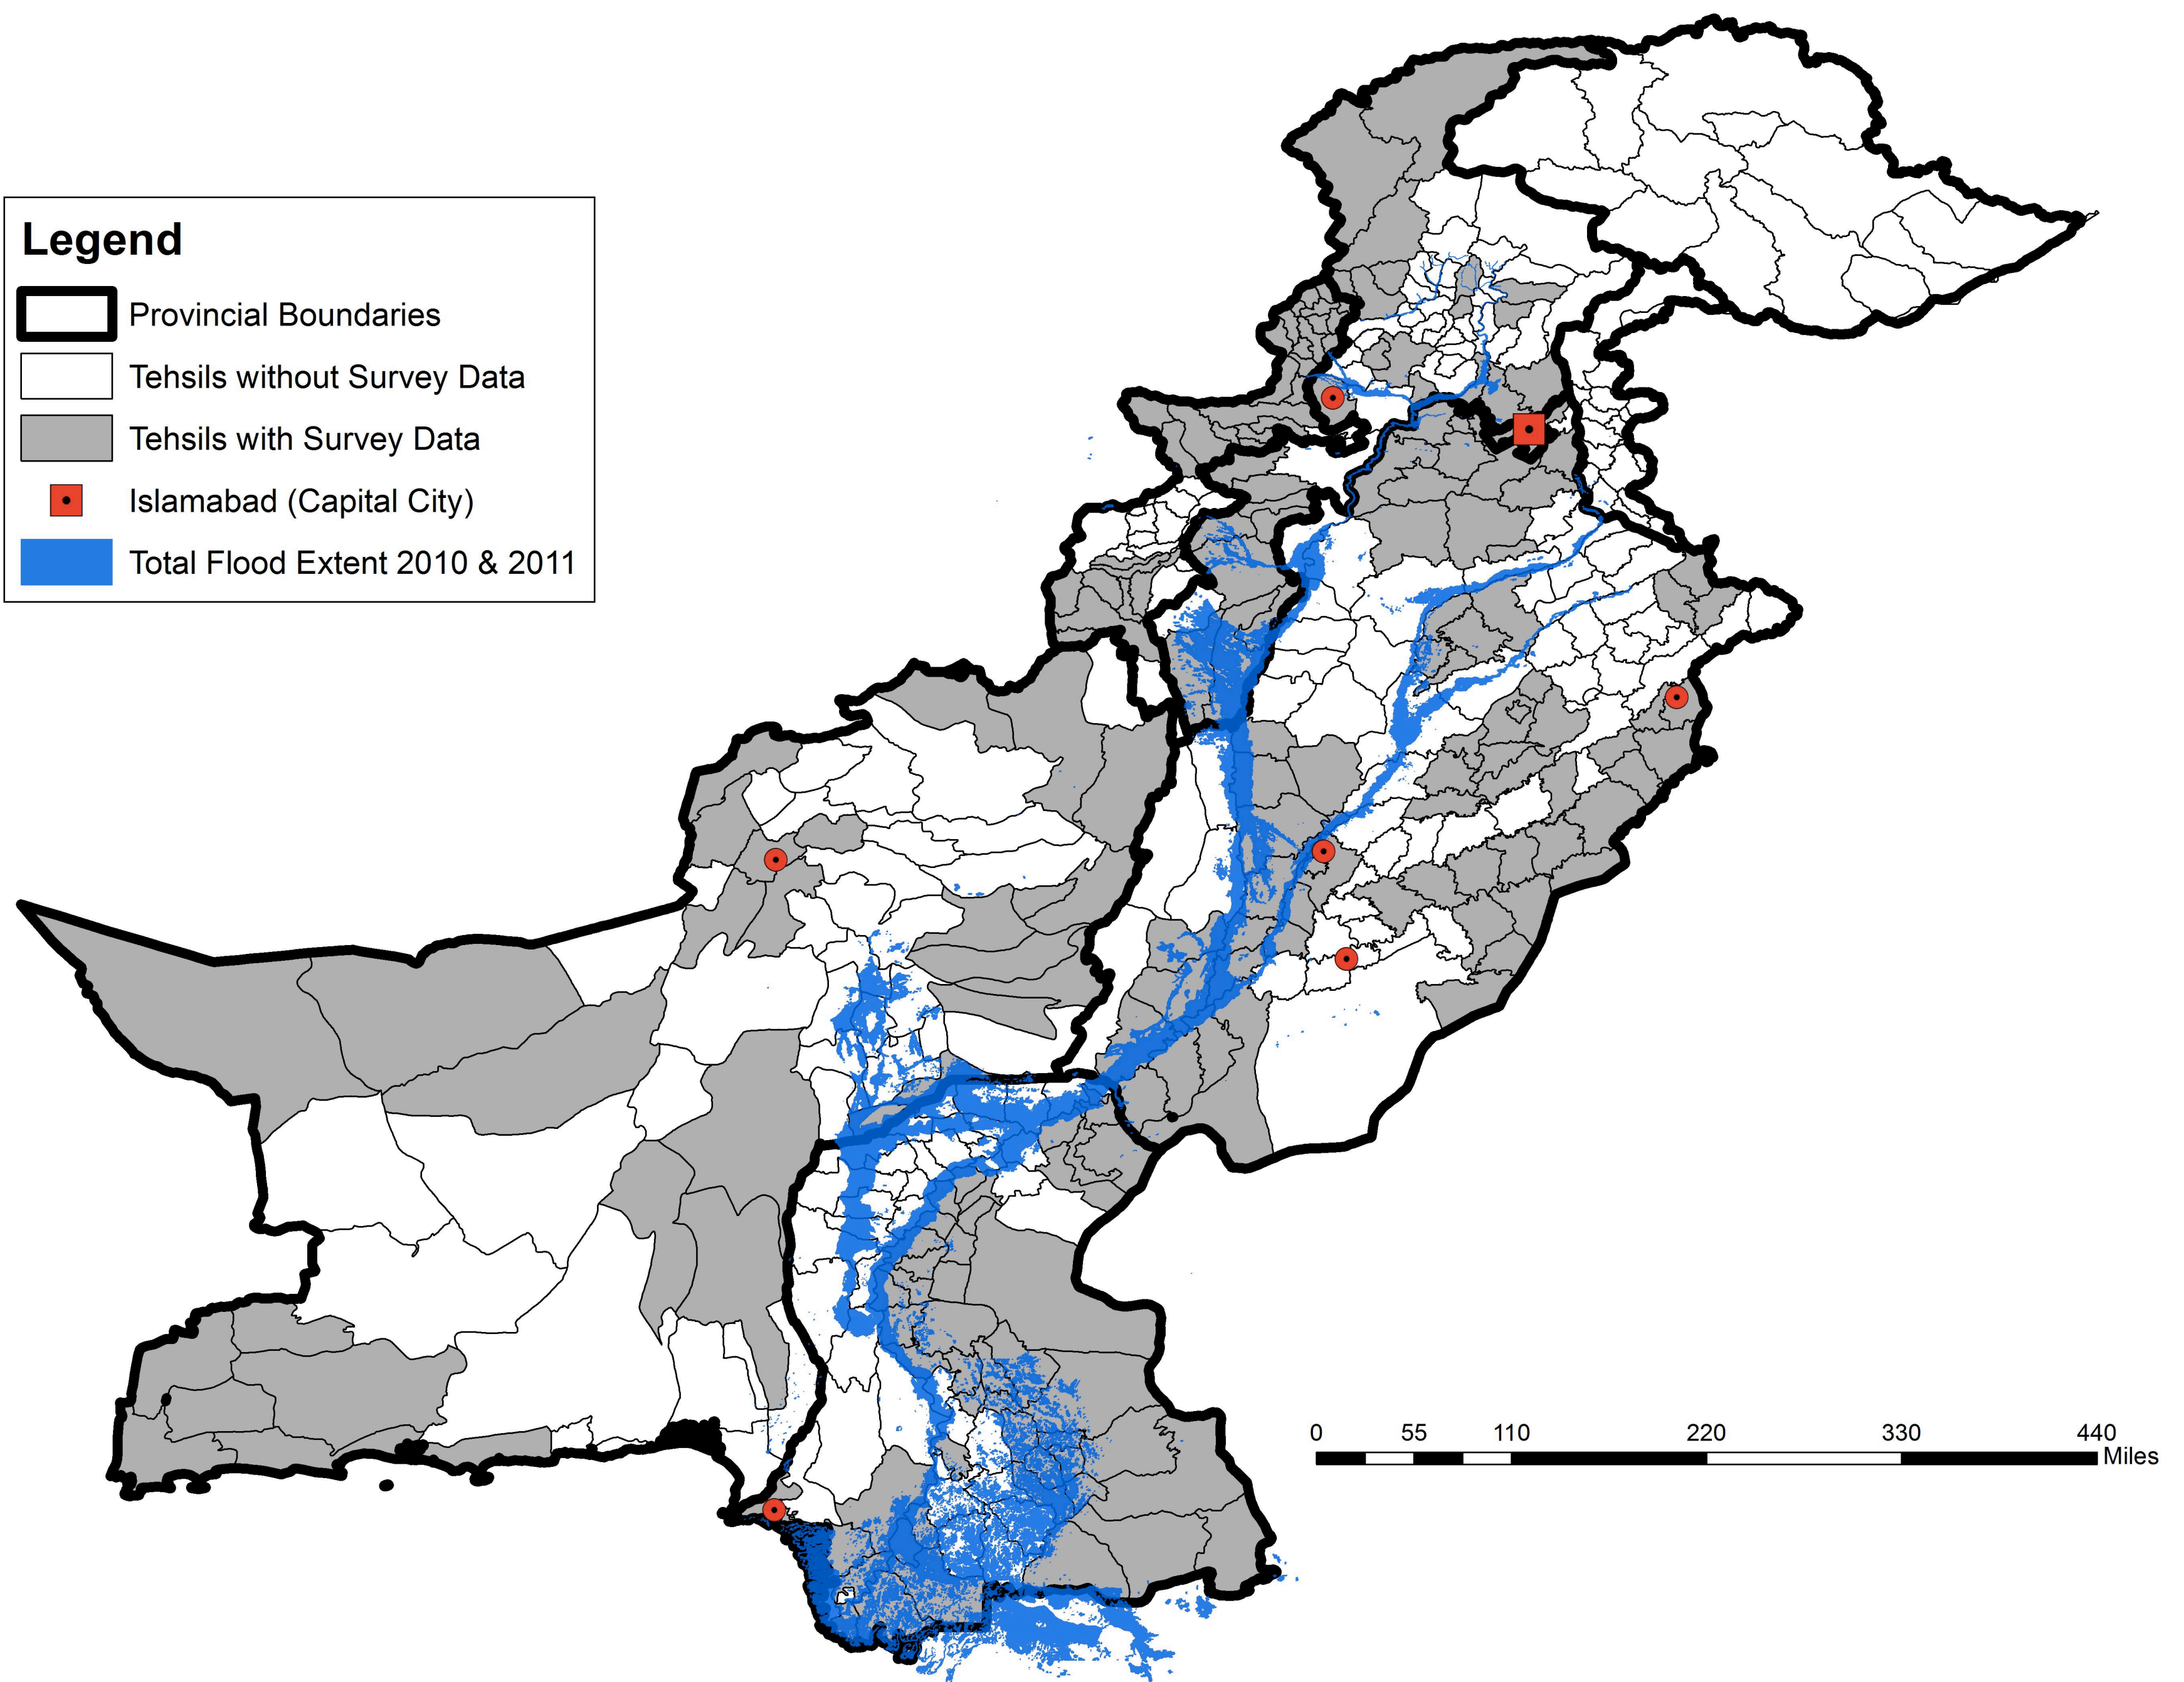 Legend
Provincial Boundaries
Tehsils without Survey Data
Tehsils with Survey Data
Islamabad (Capital City)
Total Flood Extent 2010 & 2011
0 55 110 220 330 440
Miles